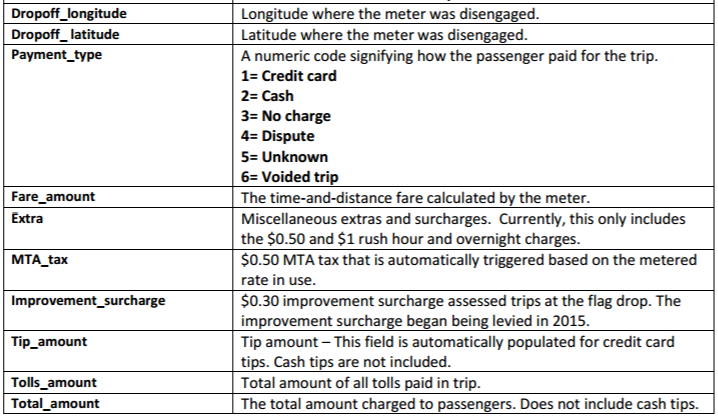 Dropoff_longitude Longitude where the meter was disengaged.
Dropoff_ latitude Latitude where the meter was disengaged.
Payment_type A numeric code signifying how the passenger paid for the trip.
1= Credit card
2= Cash
3= No charge
4= Dispute
5= Unknown
6= Voided trip
Fare_amount The time-and-distance fare calculated by the meter.
Extra Miscellaneous extras and surcharges. Currently, this only includes
the $0.50 and $1 rush hour and overnight charges.
MTA_tax $0.50 MTA tax that is automatically triggered based on the metered
rate in use.
Improvement_surcharge $0.30 improvement surcharge assessed trips at the flag drop. The
improvement surcharge began being levied in 2015.
Tip_amount Tip amount – This field is automatically populated for credit card
tips. Cash tips are not included.
Tolls_amount Total amount of all tolls paid in trip.
Total_amount The total amount charged to passengers. Does not include cash tips.